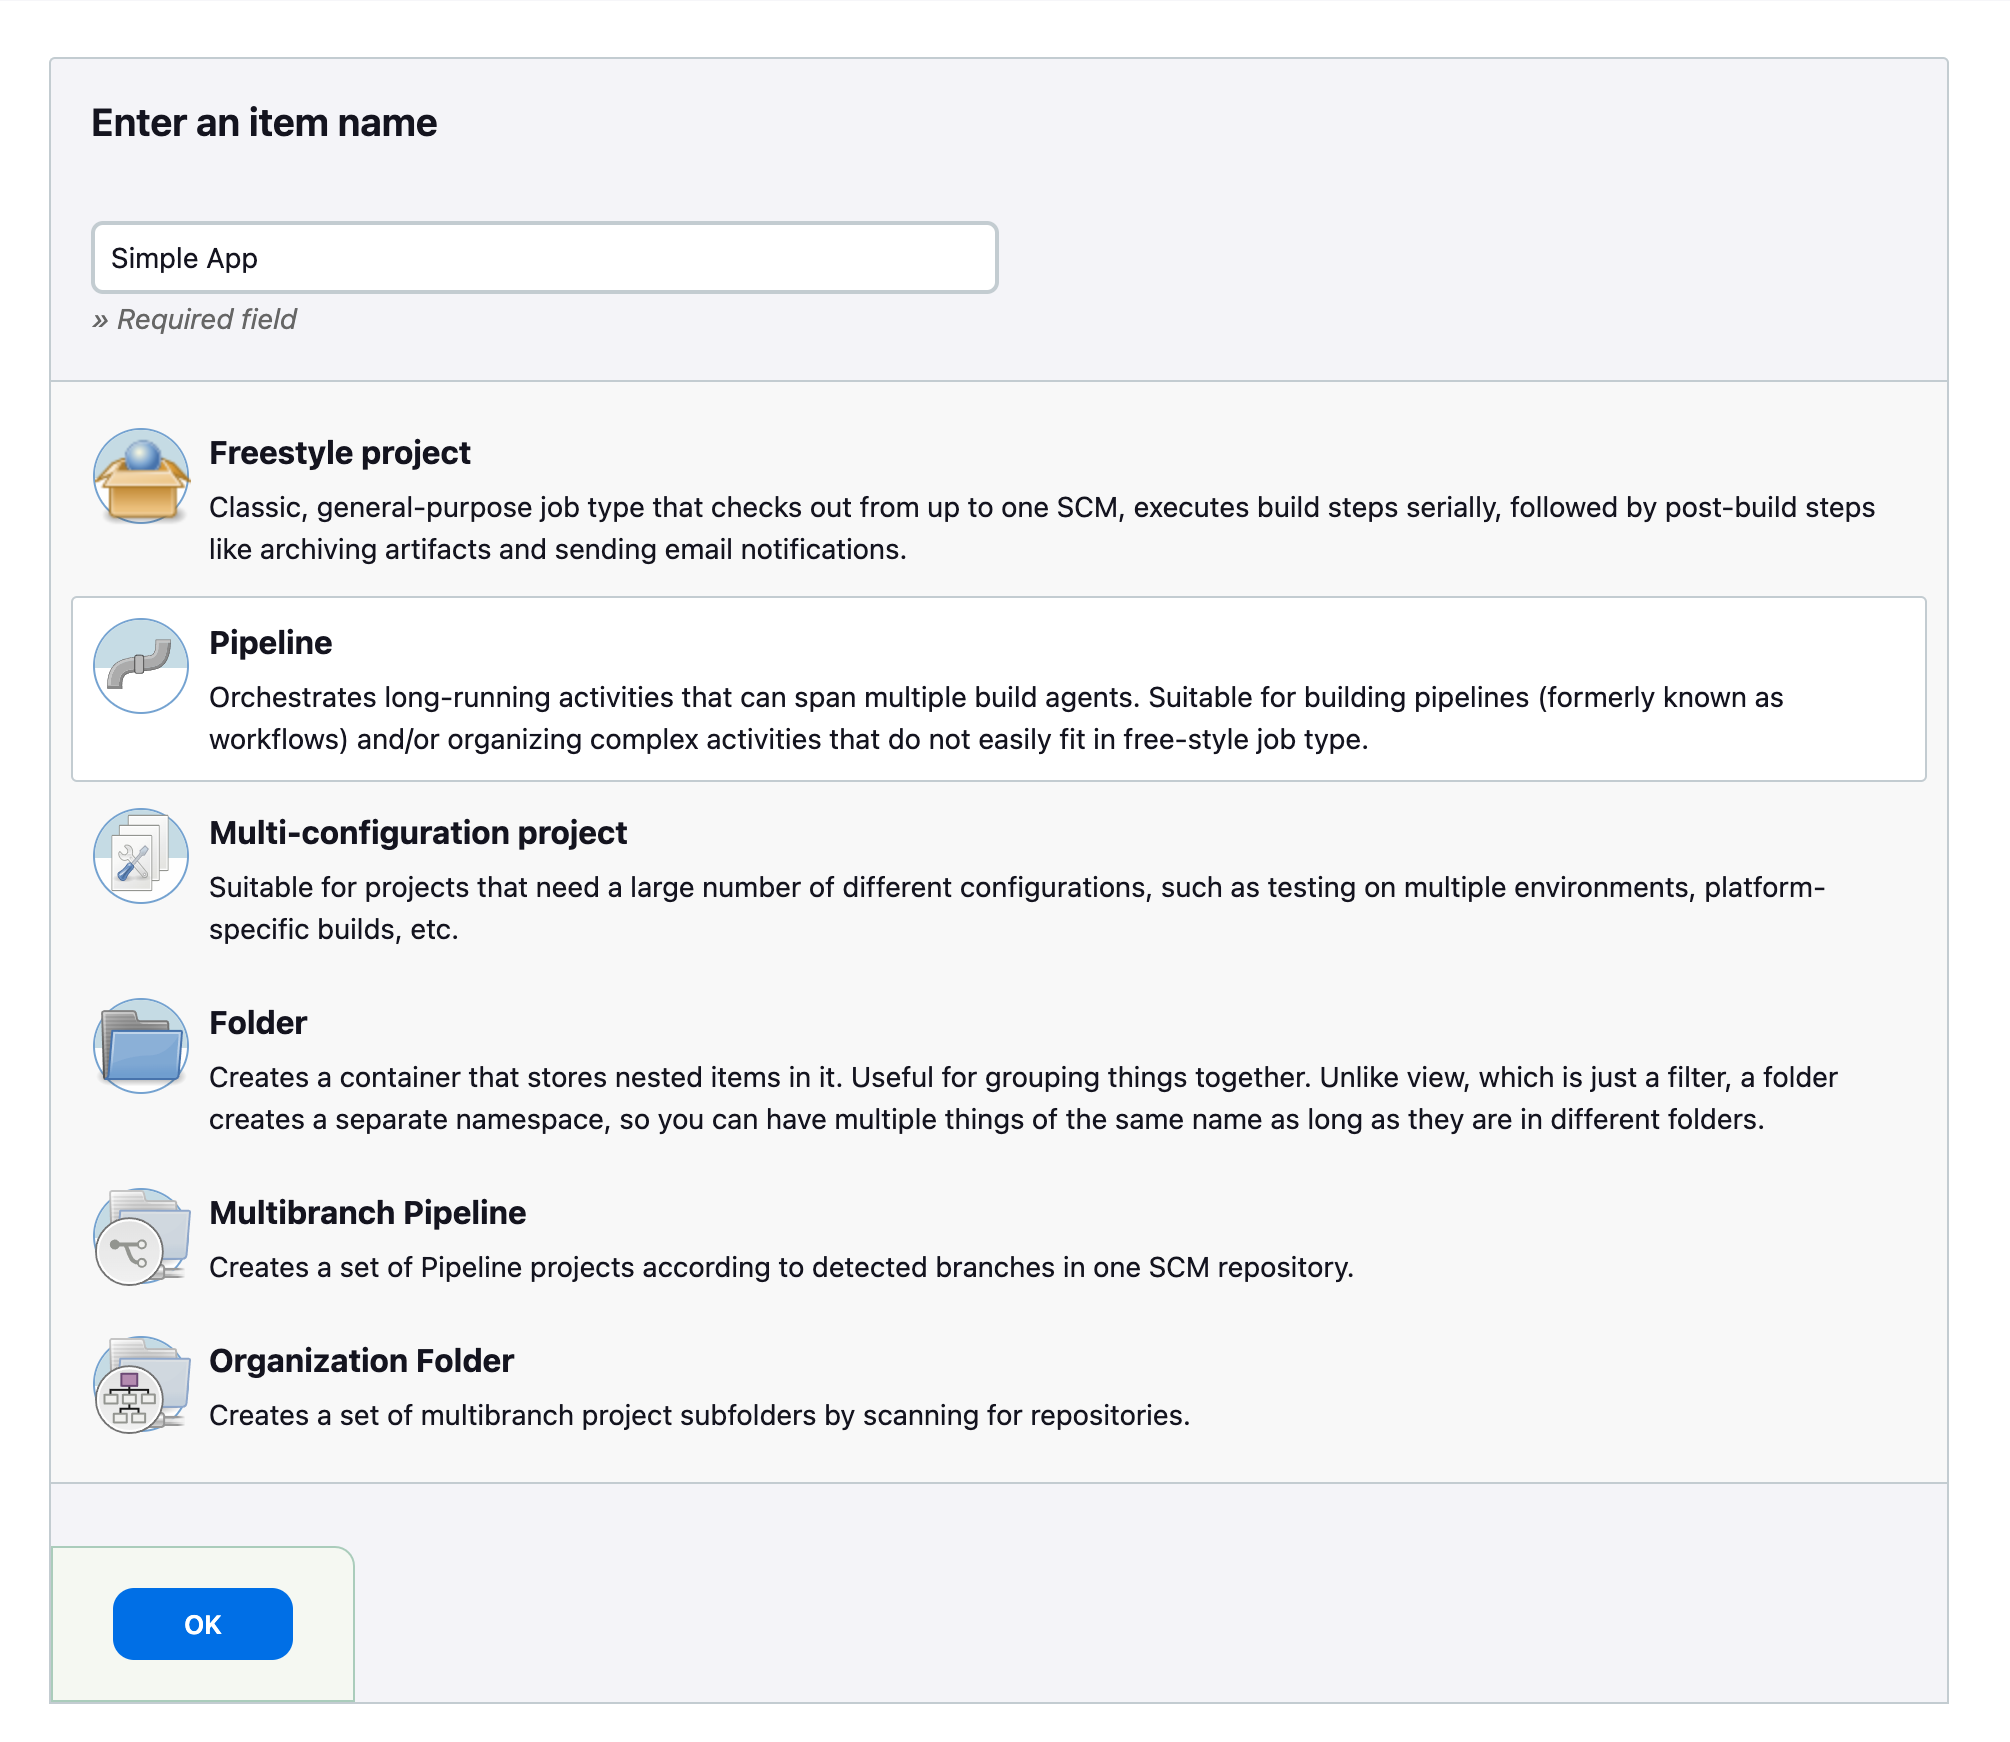 Enter an item name
Simple App
» Required field
Freestyle project
Classic, general-purpose job type that checks out from up to one SCM, executes build steps serially, followed by post-build steps
like archiving artifacts and sending email notifications.
Pipeline
Orchestrates long-running activities that can span multiple build agents. Suitable for building pipelines (formerly known as
workflows) and/or organizing complex activities that do not easily fit in free-style job type.
Multi-configuration project
Suitable for projects that need a large number of different configurations, such as testing on multiple environments, platform-
specific builds, etc.
Folder
Creates a container that stores nested items in it. Useful for grouping things together. Unlike view, which is just a filter, a folder
creates a separate namespace, so you can have multiple things of the same name as long as they are in different folders.
Multibranch Pipeline
Creates a set of Pipeline projects according to detected branches in one SCM repository.
Organization Folder
Creates a set of multibranch project subfolders by scanning for repositories.
OK